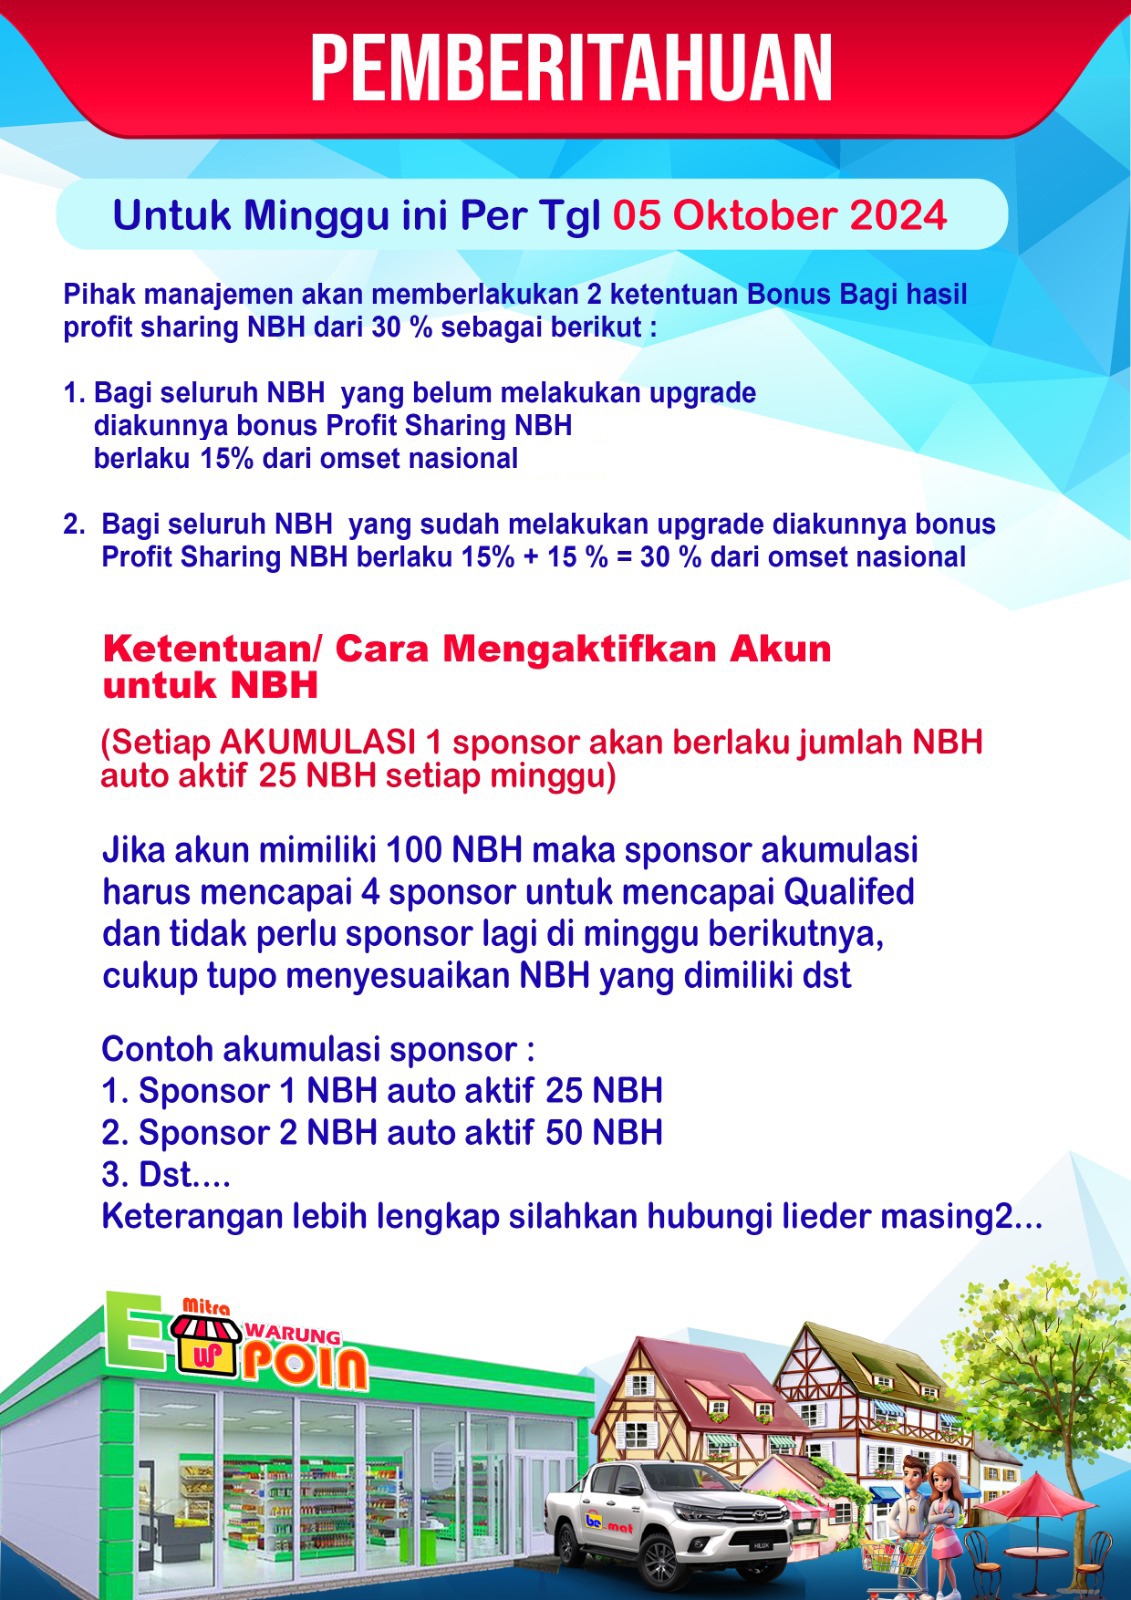 PEMBERITAHUAN
Untuk Minggu ini Per Tgl 05 Oktober 2024
Pihak manajemen akan memberlakukan 2 ketentuan Bonus Bagi hasil
profit sharing NBH dari 30 % sebagai berikut :
1. Bagi seluruh NBH yang belum melakukan upgrade
diakunnya bonus Profit Sharing NBH
berlaku 15% dari omset nasional
2. Bagi seluruh NBH yang sudah melakukan upgrade diakunnya bonus
Profit Sharing NBH berlaku 15% + 15 % = 30 % dari omset nasional
Ketentuan/ Cara Mengaktifkan Akun
untuk NBH
(Setiap AKUMULASI 1 sponsor akan berlaku jumlah NBH
auto aktif 25 NBH setiap minggu)
Jika akun mimiliki 100 NBH maka sponsor akumulasi
harus mencapai 4 sponsor untuk mencapai Qualifed
dan tidak perlu sponsor lagi di minggu berikutnya,
cukup tupo menyesuaikan NBH yang dimiliki dst
Contoh akumulasi sponsor :
1. Sponsor 1 NBH auto aktif 25 NBH
2. Sponsor 2 NBH auto aktif 50 NBH
3. Dst....
Keterangan lebih lengkap silahkan hubungi lieder masing2...
E Mitra
WP
WARUNG
POIN
be_mat
HILUX